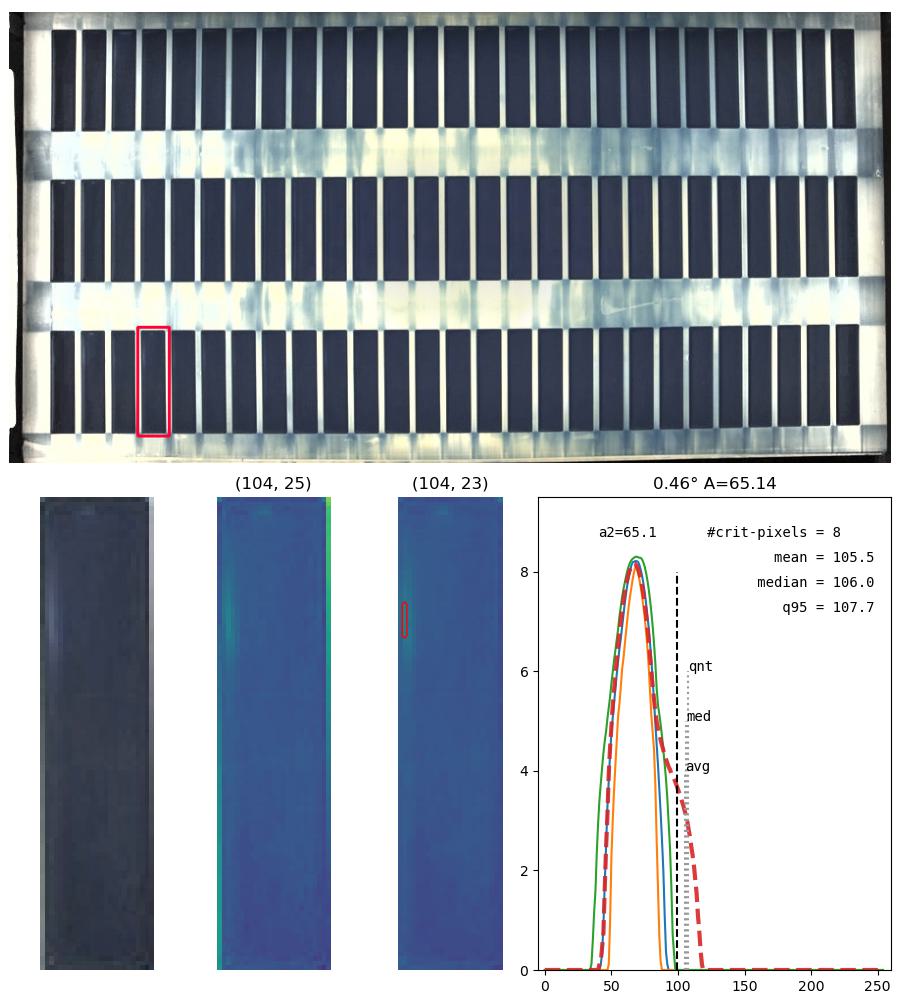 (104, 25)
(104, 23)
0.46° A=65.14
a2=65.1
#crit-pixels = 8
mean = 105.5
median = 106.0
q95 = 107.7
qnt
med
avg
8
6
4
2
0
0 50 100 150 200 250